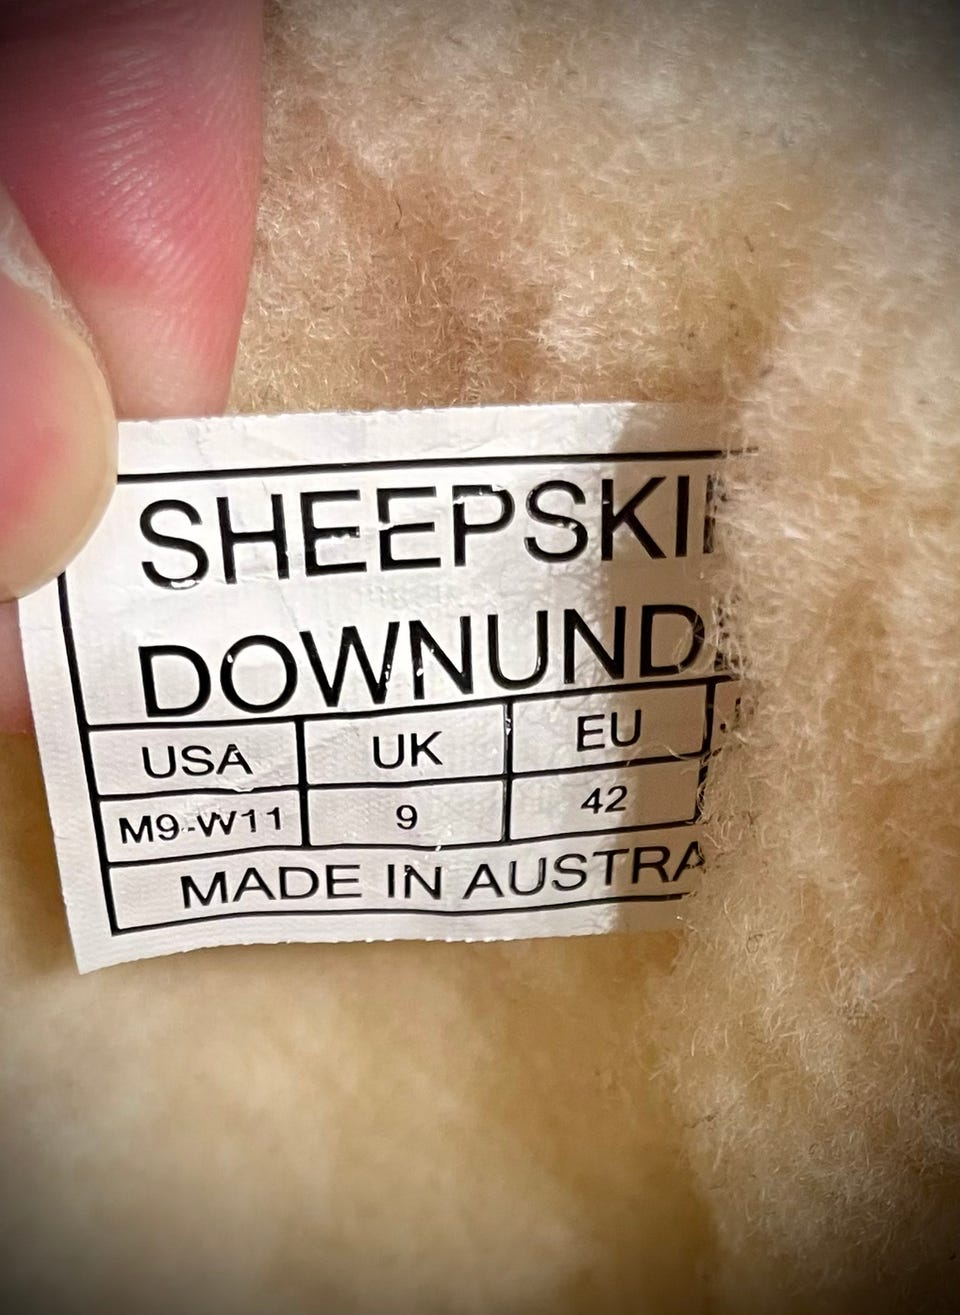 SHEEPSKI
DOWNUND
USA UK EU
M9-W11 9 42
MADE IN AUSTRA